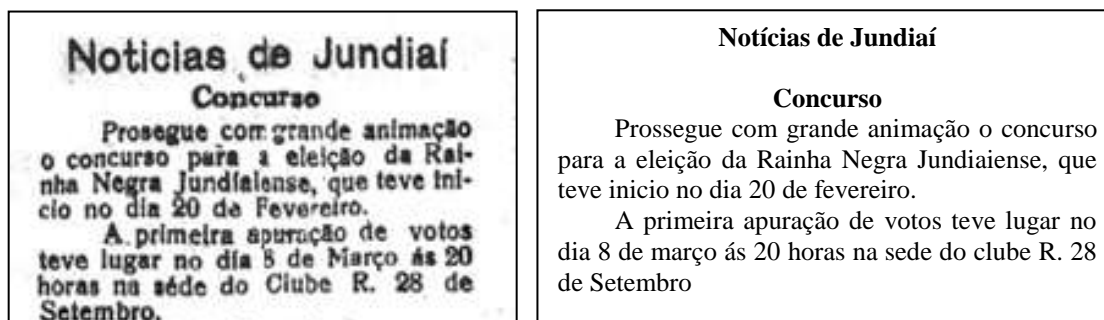 Noticias de Jundiaí
Concurso
Prosegue com grande animação
o concurso para a eleição da Rai-
nha Negra Jundiaiense, que teve ini-
cio no dia 20 de Fevereiro.
A primeira apuração de votos
teve lugar no dia 8 de Março ás 20
horas na séde do Clube R. 28 de
Setembro.
Notícias de Jundiaí
Concurso
Prossegue com grande animação o concurso
para a eleição da Rainha Negra Jundiaiense, que
teve inicio no dia 20 de fevereiro.
A primeira apuração de votos teve lugar no
dia 8 de março ás 20 horas na sede do clube R. 28
de Setembro